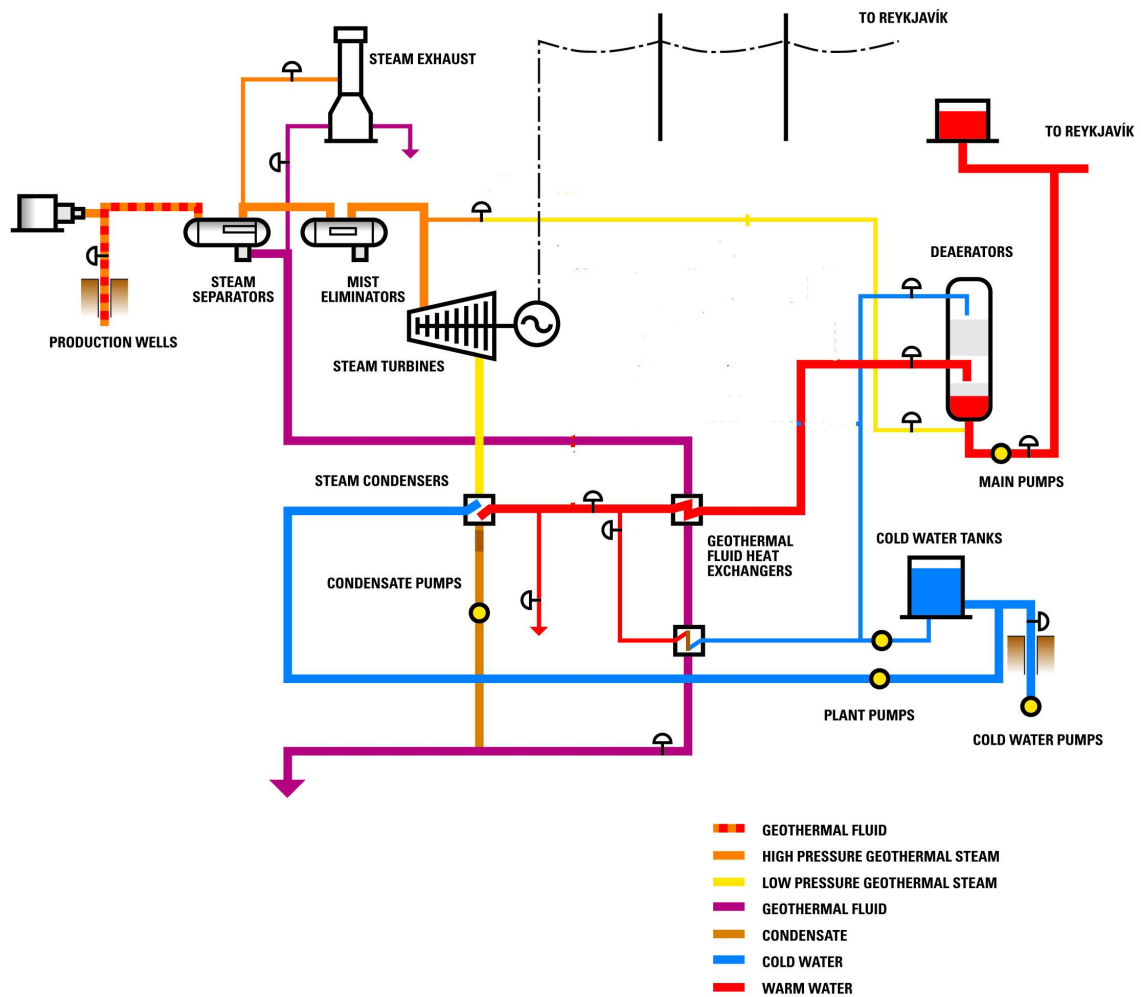 TO REYKJAVÍK
STEAM EXHAUST
TO REYKJAVÍK
DEAERATORS
STEAM
SEPARATORS
MIST
ELIMINATORS
PRODUCTION WELLS
STEAM TURBINES
STEAM CONDENSERS
MAIN PUMPS
GEOTHERMAL
FLUID HEAT
EXCHANGERS
COLD WATER TANKS
CONDENSATE PUMPS
PLANT PUMPS
COLD WATER PUMPS
GEOTHERMAL FLUID
HIGH PRESSURE GEOTHERMAL STEAM
LOW PRESSURE GEOTHERMAL STEAM
GEOTHERMAL FLUID
CONDENSATE
COLD WATER
WARM WATER